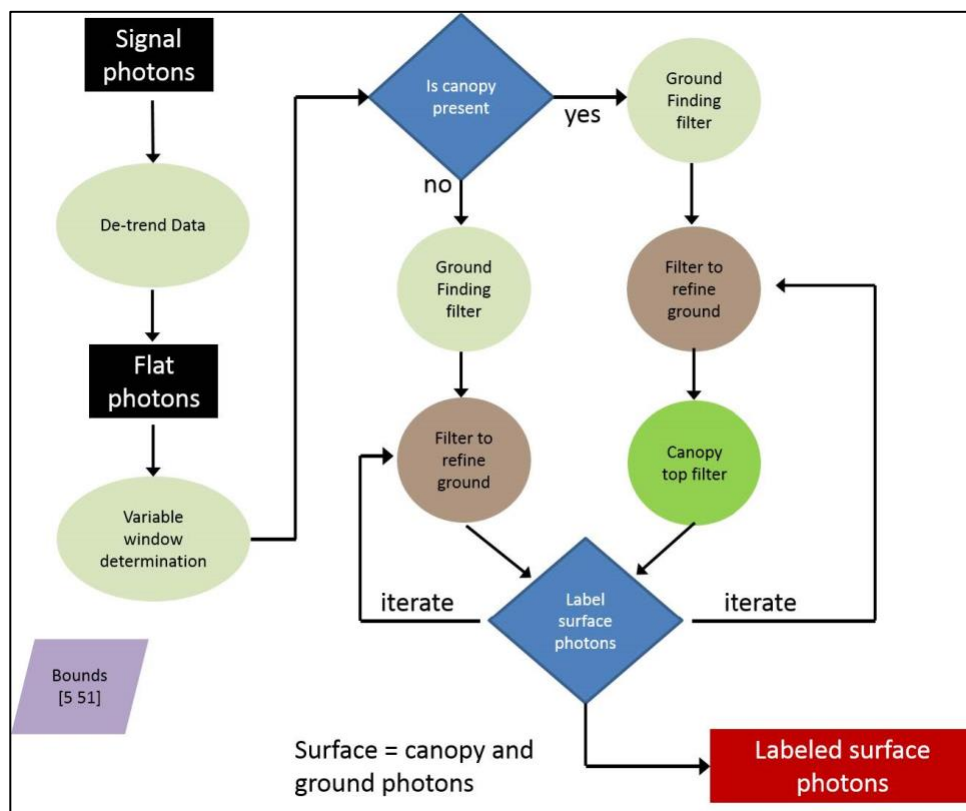 Signal
photons
De-trend Data
Flat
photons
Variable
window
determination
Bounds
[5 51]
Is canopy
present
yes
no
Ground
Finding
filter
Filter to
refine
ground
Ground
Finding
filter
Filter to
refine
ground
Canopy
top filter
iterate
Label
surface
photons
iterate
Surface = canopy and
ground photons
Labeled surface
photons